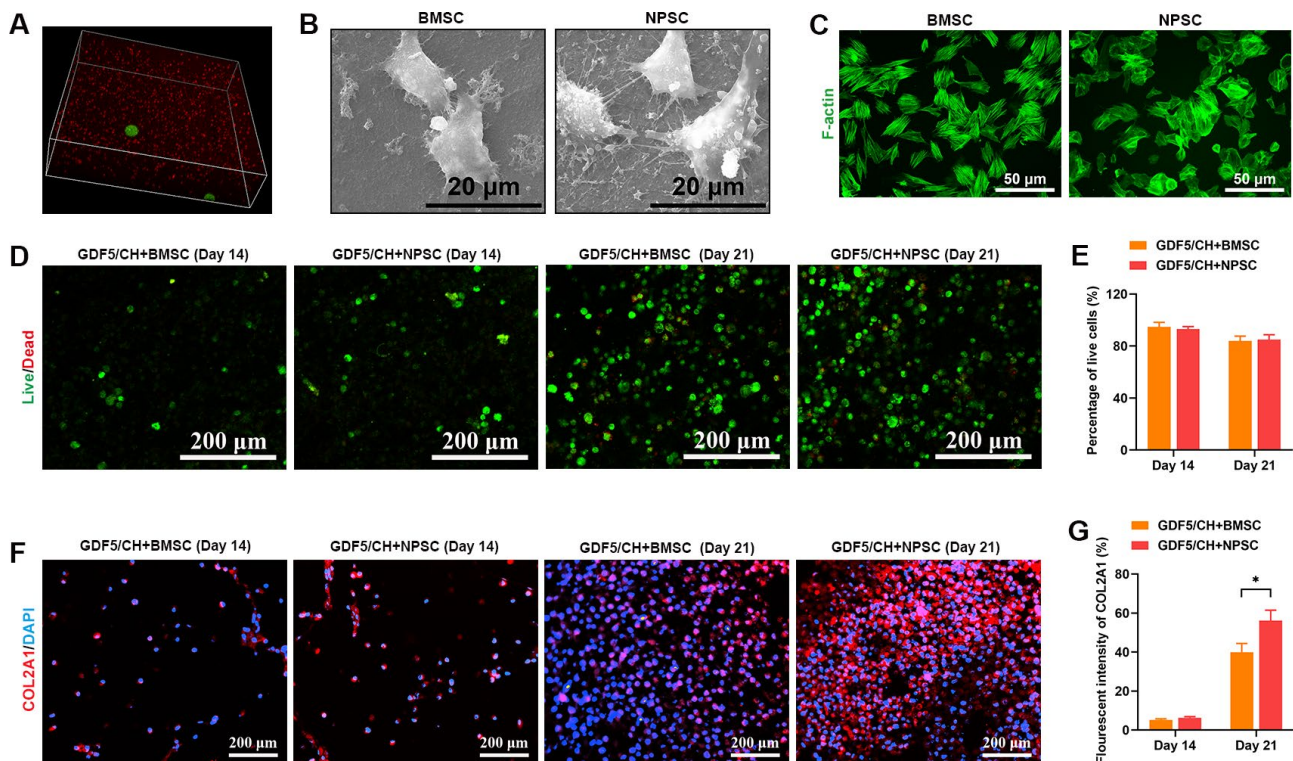 A
B
BMSC
NPSC
20 μm
20 μm
C
BMSC
NPSC
F-actin
50 μm
50 μm
D
GDF5/CH+BMSC (Day 14)
GDF5/CH+NPSC (Day 14)
GDF5/CH+BMSC (Day 21)
GDF5/CH+NPSC (Day 21)
Live/Dead
200 μm
200 μm
200 μm
200 μm
E
GDF5/CH+BMSC
GDF5/CH+NPSC
Percentage of live cells (%)
120
80
40
0
Day 14
Day 21
F
GDF5/CH+BMSC (Day 14)
GDF5/CH+NPSC (Day 14)
GDF5/CH+BMSC (Day 21)
GDF5/CH+NPSC (Day 21)
COL2A1/DAPI
200 μm
200 μm
200 μm
200 μm
G
GDF5/CH+BMSC
GDF5/CH+NPSC
Flourescent intensity of COL2A1 (%)
80
60
40
20
0
*
Day 14
Day 21